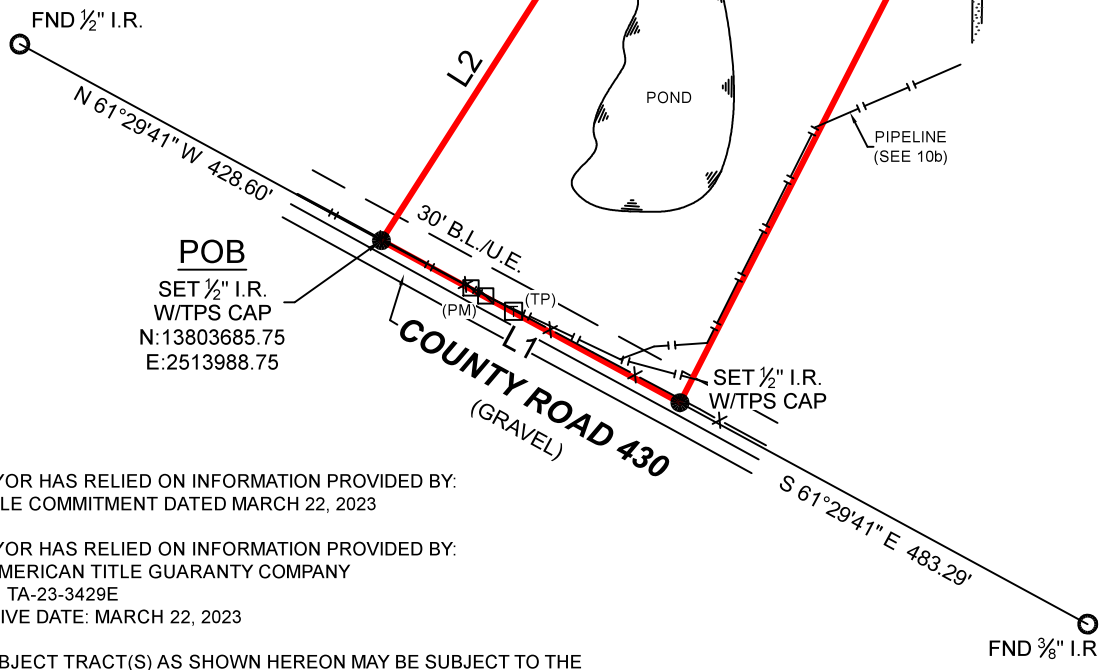 FND ½" I.R.
L2
POND
N 61°29'41" W 428.60'
PIPELINE
(SEE 10b)
30' B.L./U.E.
POB
SET ½" I.R.
W/TPS CAP
N:13803685.75
E:2513988.75
(PM)
(TP)
T
L1
COUNTY ROAD 430
(GRAVEL)
SET ½" I.R.
W/TPS CAP
S 61°29'41" E 483.29'
FND ⅜" I.R
YOR HAS RELIED ON INFORMATION PROVIDED BY:
LE COMMITMENT DATED MARCH 22, 2023
YOR HAS RELIED ON INFORMATION PROVIDED BY:
MERICAN TITLE GUARANTY COMPANY
TA-23-3429E
IVE DATE: MARCH 22, 2023
BJECT TRACT(S) AS SHOWN HEREON MAY BE SUBJECT TO THE